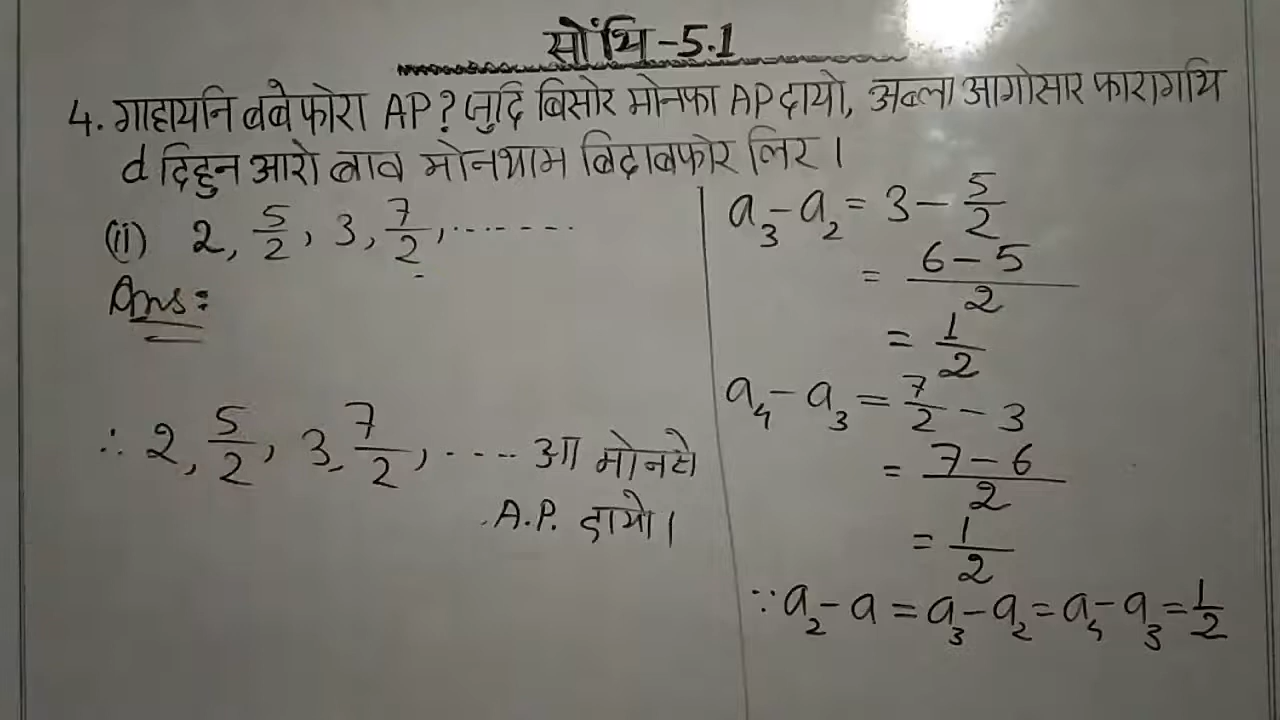 सोंथि-5.1
4. गाहायनि बबेफोरा AP? जुदि बिसोर मोनफा AP दायो, अब्ला आगोसार फारागथि
d दिहुन आरो बाव मोनथाम बिदाबफोर लिर।
(ii) 2, 5/2, 3, 7/2, .......
Ans:
∴ 2, 5/2, 3, 7/2, .... आ मोनसे
A.P. दायो।
a₃ - a₂ = 3 - 5/2
= (6 - 5)/2
= 1/2
a₄ - a₃ = 7/2 - 3
= (7 - 6)/2
= 1/2
∵ a₂ - a = a₃ - a₂ = a₄ - a₃ = 1/2